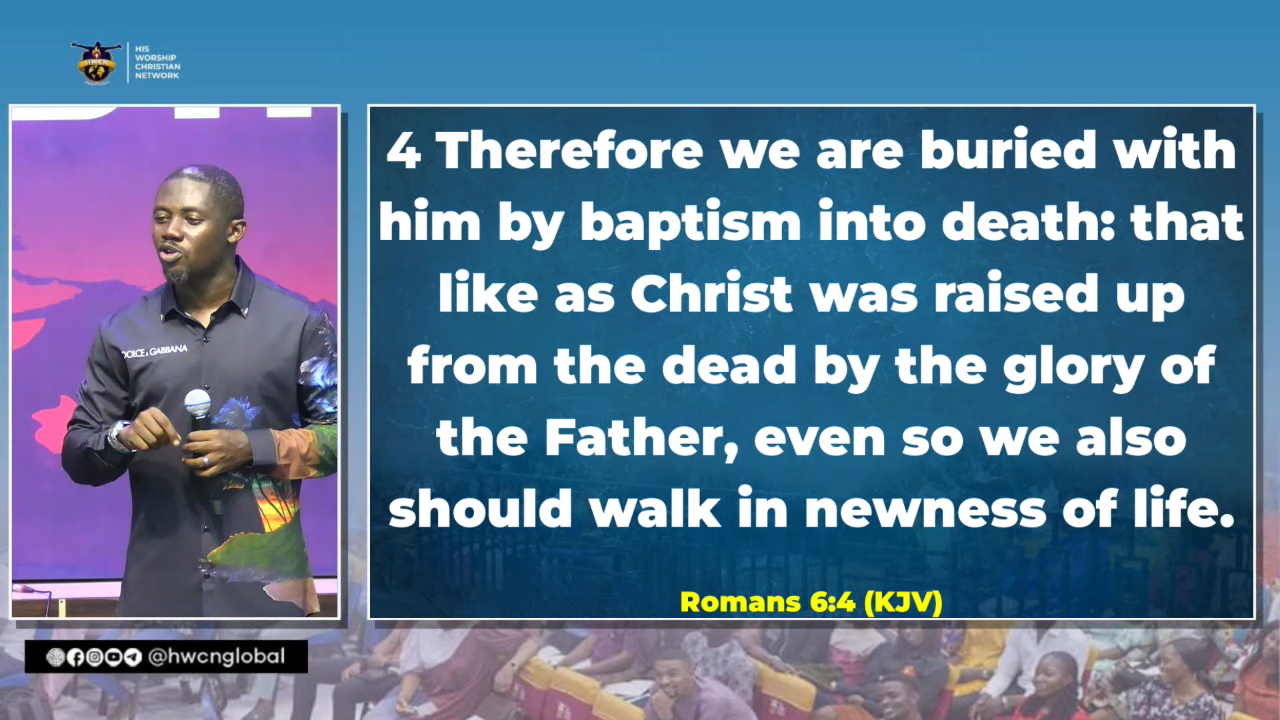 HIS
WORSHIP
CHRISTIAN
NETWORK
DOLCE & GABBANA
4 Therefore we are buried with
him by baptism into death: that
like as Christ was raised up
from the dead by the glory of
the Father, even so we also
should walk in newness of life.
Romans 6:4 (KJV)
@hwcnglobal